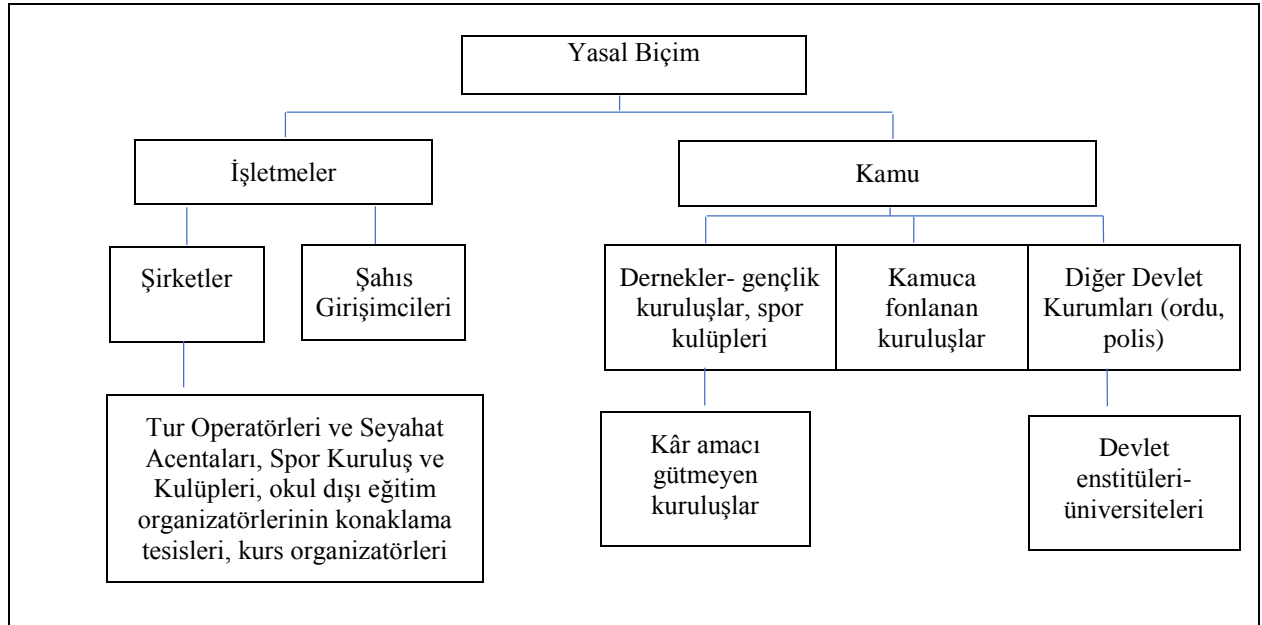 Yasal Biçim
İşletmeler
Kamu
Şirketler
Şahıs
Girişimcileri
Dernekler- gençlik
kuruluşlar, spor
kulüpleri
Kamuca
fonlanan
kuruluşlar
Diğer Devlet
Kurumları (ordu,
polis)
Tur Operatörleri ve Seyahat
Acentaları, Spor Kuruluş ve
Kulüpleri, okul dışı eğitim
organizatörlerinin konaklama
tesisleri, kurs organizatörleri
Kâr amacı
gütmeyen
kuruluşlar
Devlet
enstitüleri-
üniversiteleri